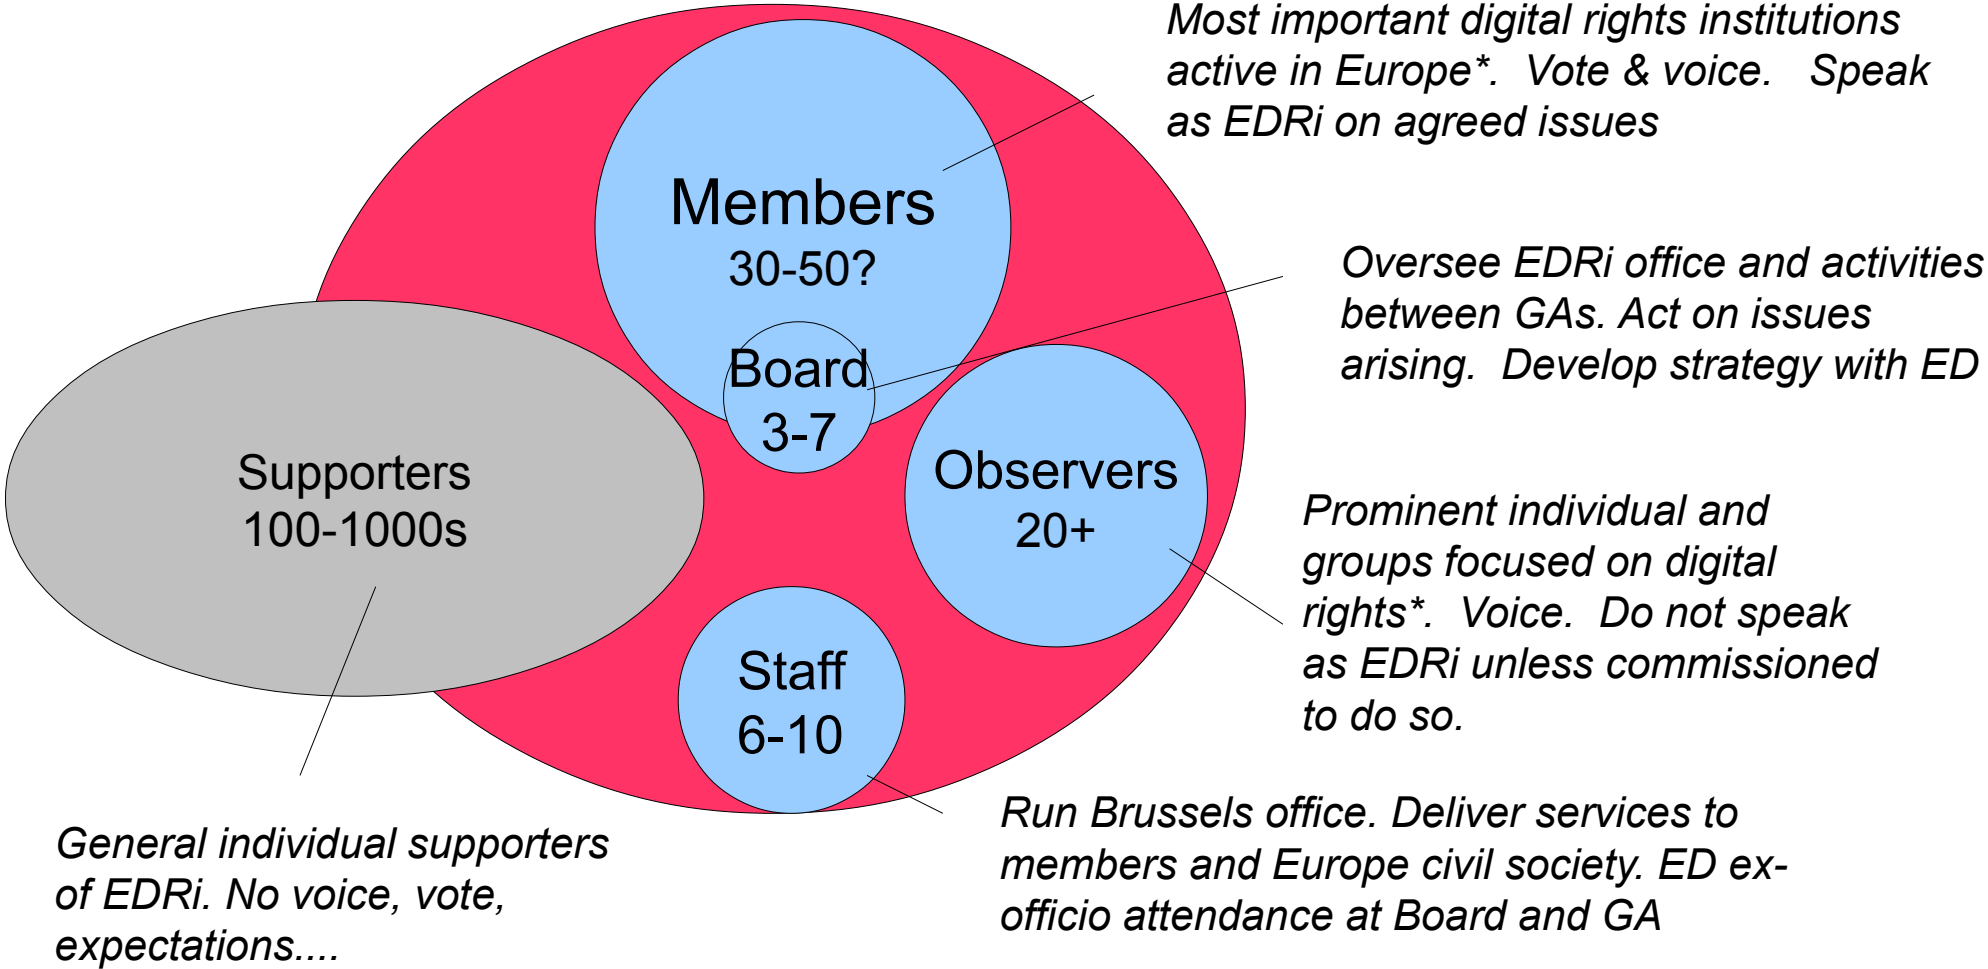 Most important digital rights institutions
active in Europe*.  Vote & voice.   Speak
as EDRi on agreed issues
Members
30-50?
Oversee EDRi office and activities
between GAs. Act on issues
arising.  Develop strategy with ED
Board
3-7
Supporters
100-1000s
Observers
20+
Prominent individual and
groups focused on digital
rights*.  Voice.  Do not speak
as EDRi unless commissioned
to do so.
Staff
6-10
Run Brussels office. Deliver services to
members and Europe civil society. ED ex-
officio attendance at Board and GA
General individual supporters
of EDRi. No voice, vote,
expectations....